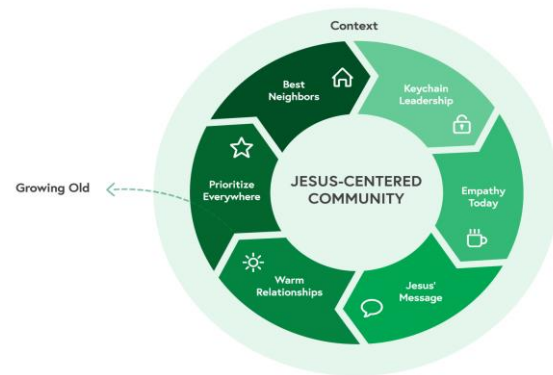 Context
Best
Neighbors
Keychain
Leadership
Growing Old
Prioritize
Everywhere
JESUS-CENTERED
COMMUNITY
Empathy
Today
Warm
Relationships
Jesus'
Message